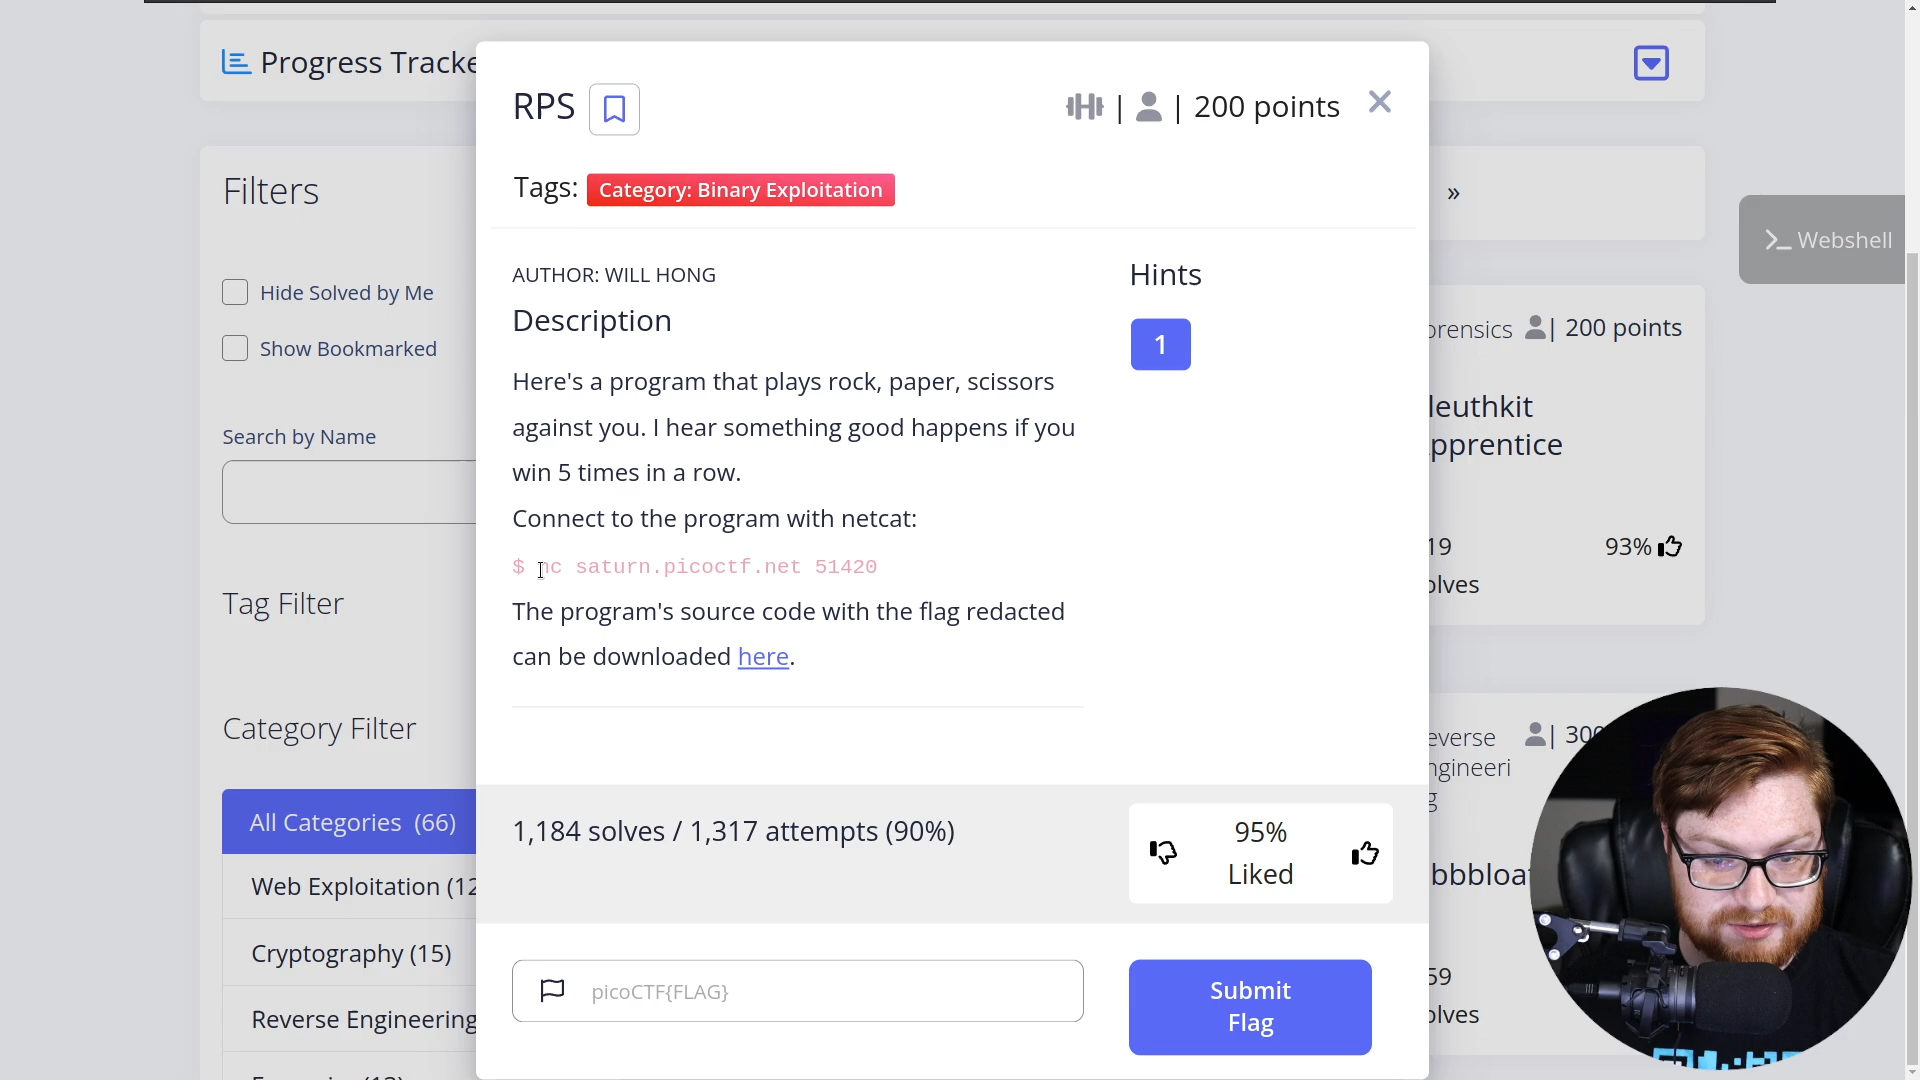 Progress Tracke
RPS
| | 200 points
Tags: Category: Binary Exploitation
Filters
Hide Solved by Me
Show Bookmarked
Search by Name
Tag Filter
Category Filter
All Categories (66)
Web Exploitation (12
Cryptography (15)
Reverse Engineering
AUTHOR: WILL HONG
Description
Here's a program that plays rock, paper, scissors
against you. I hear something good happens if you
win 5 times in a row.
Connect to the program with netcat:
$ nc saturn.picoctf.net 51420
The program's source code with the flag redacted
can be downloaded here.
Hints
1
1,184 solves / 1,317 attempts (90%)
95%
Liked
picoCTF{FLAG}
Submit
Flag
»
Webshell
orensics | 200 points
leuthkit
pprentice
19
olves
93%
everse | 300
ngineeri
g
bbbloat
59
olves